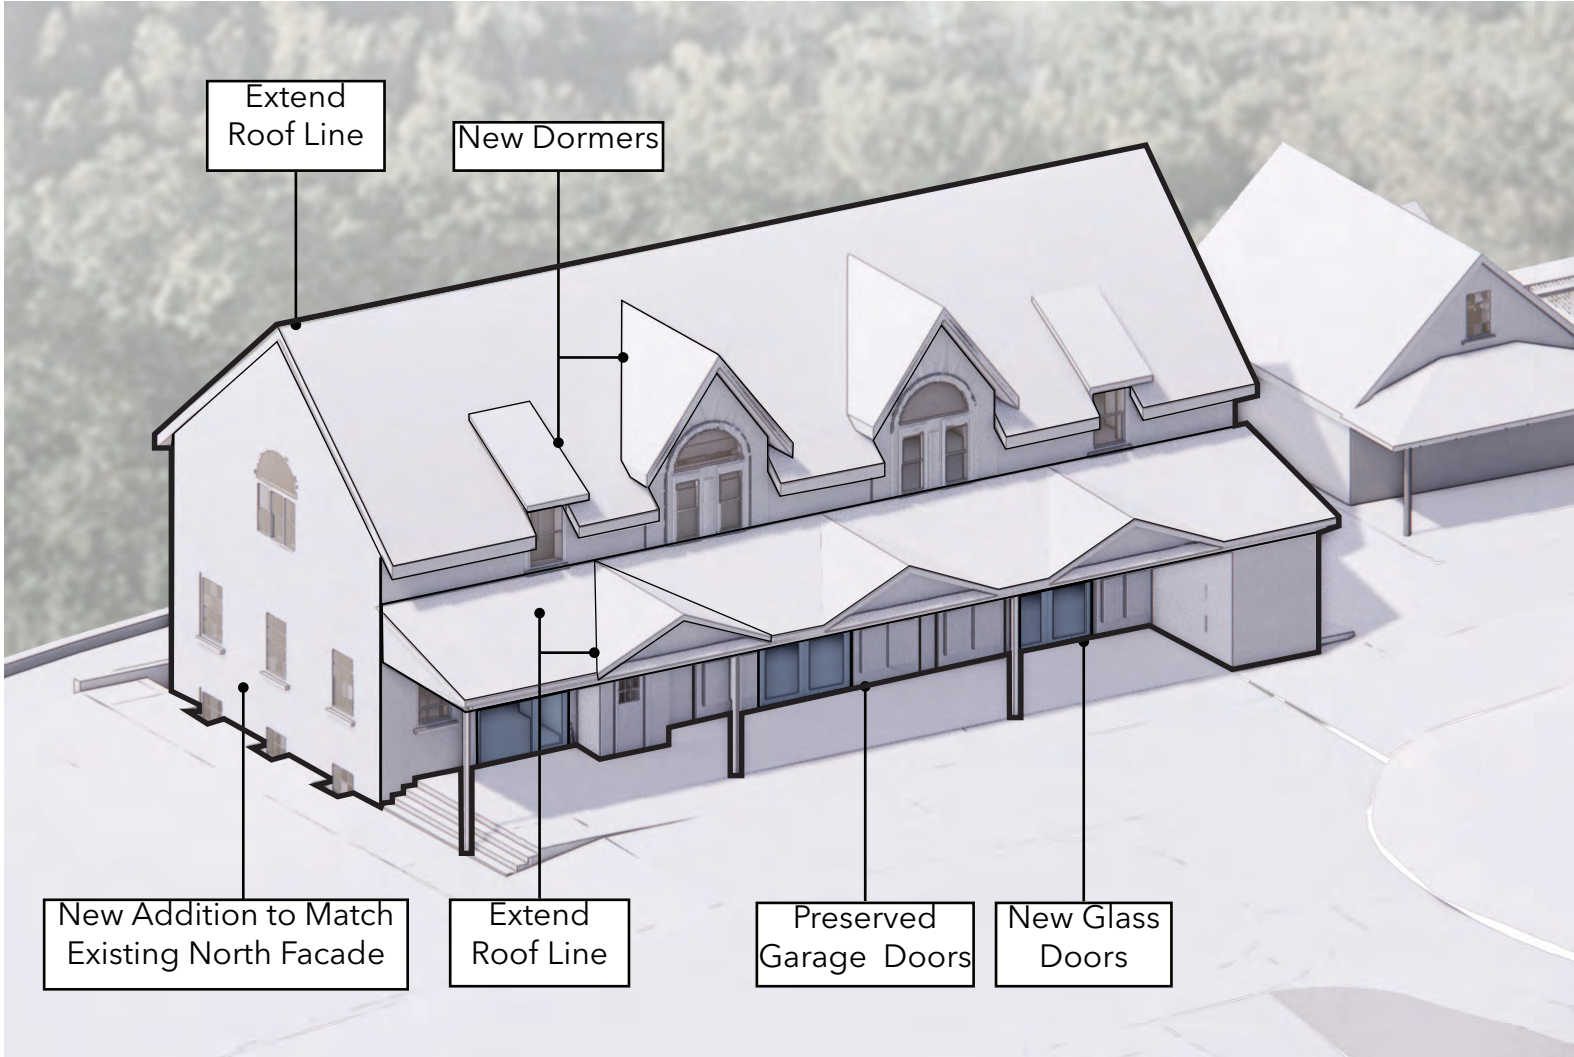 Extend
Roof Line
New Dormers
New Addition to Match
Existing North Facade
Extend
Roof Line
Preserved
Garage Doors
New Glass
Doors